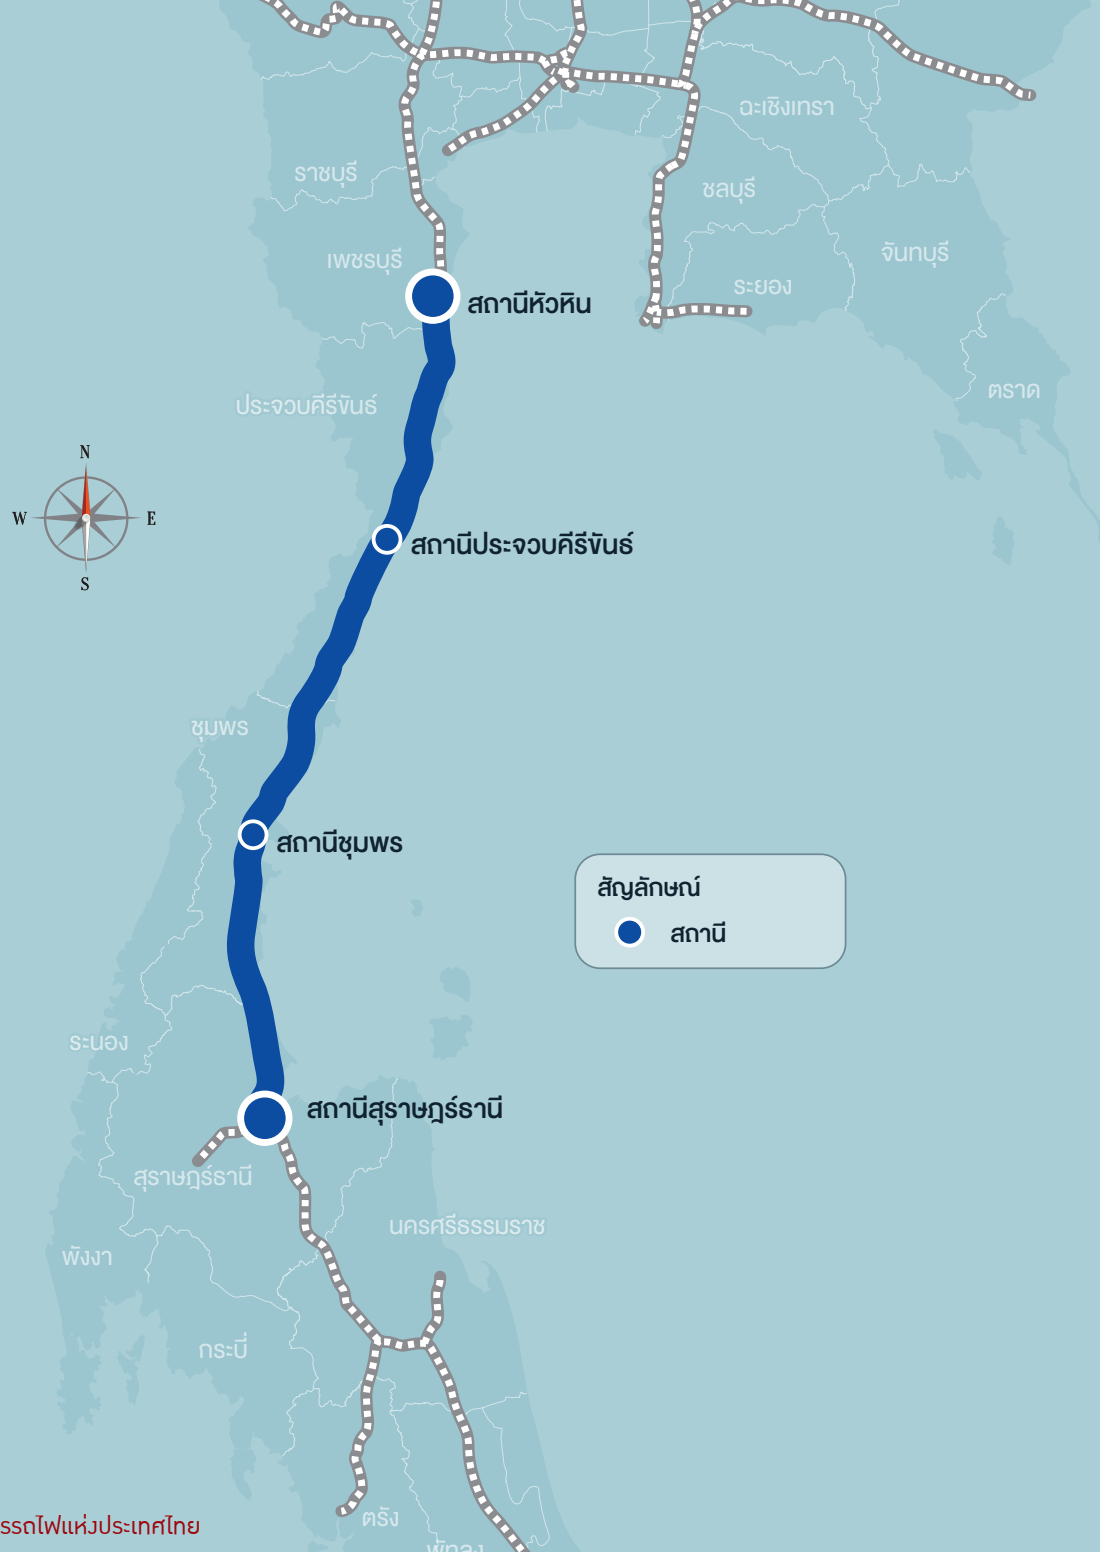 ฉะเชิงเทรา
ราชบุรี
ชลบุรี
เพชรบุรี
จันทบุรี
ระยอง
สถานีหัวหิน
ตราด
ประจวบคีรีขันธ์
N
W
E
S
สถานีประจวบคีรีขันธ์
ชุมพร
สถานีชุมพร
สัญลักษณ์
สถานี
ระนอง
สถานีสุราษฎร์ธานี
สุราษฎร์ธานี
นครศรีธรรมราช
พังงา
กระบี่
ตรัง
รรถไฟแห่งประเทศไทย
พัทลุง